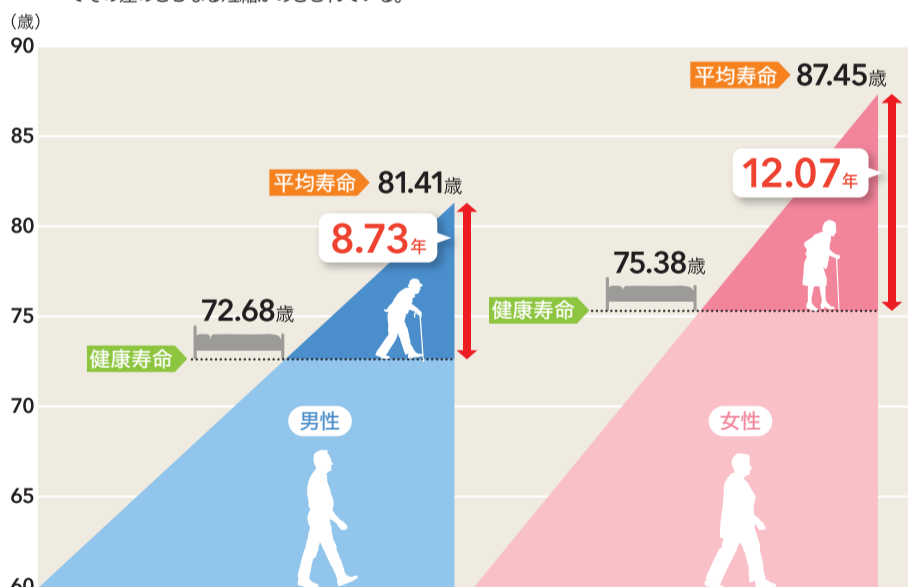 （歳）
90
85
80
75
70
65
60
平均寿命 81.41歳
8.73年
72.68歳
健康寿命
男性
平均寿命 87.45歳
12.07年
75.38歳
健康寿命
女性